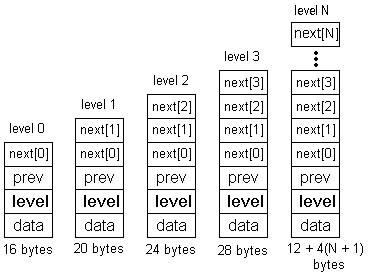 level 0
next[0]
prev
level
data
16 bytes
level 1
next[1]
next[0]
prev
level
data
20 bytes
level 2
next[2]
next[1]
next[0]
prev
level
data
24 bytes
level 3
next[3]
next[2]
next[1]
next[0]
prev
level
data
28 bytes
level N
next[N]
next[3]
next[2]
next[1]
next[0]
prev
level
data
12 + 4(N + 1)
bytes